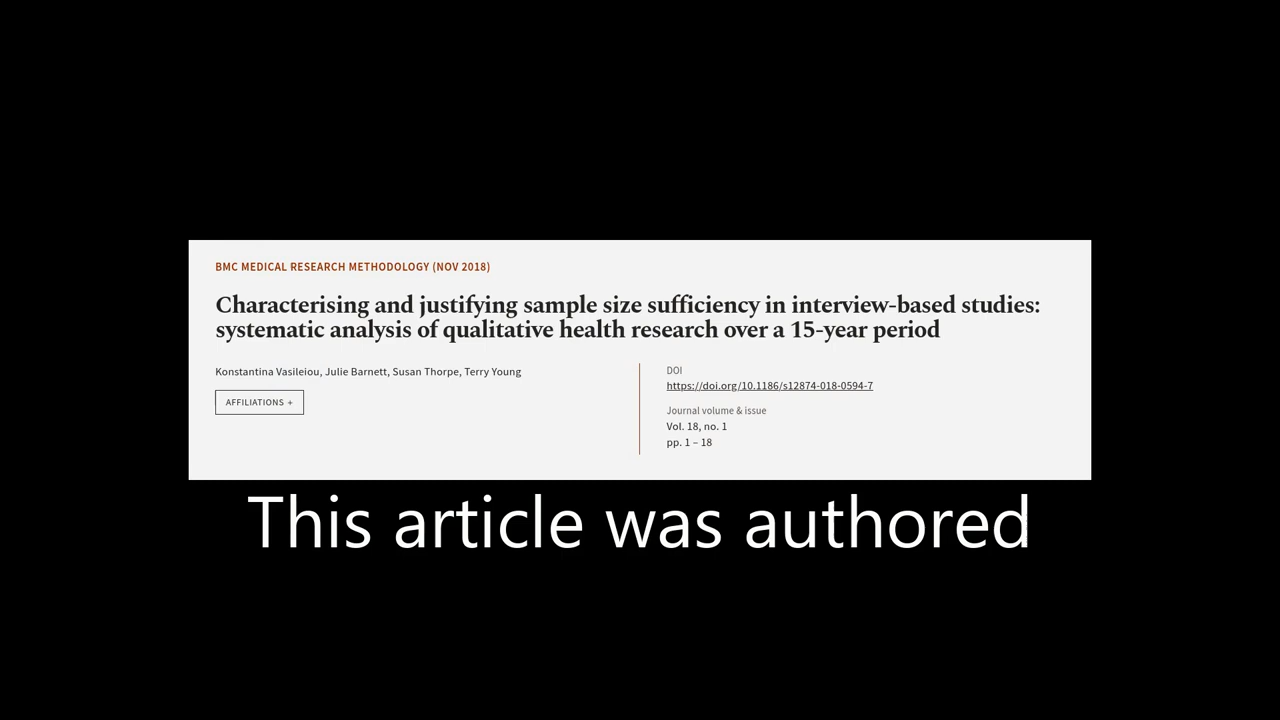 BMC MEDICAL RESEARCH METHODOLOGY (NOV 2018)
Characterising and justifying sample size sufficiency in interview-based studies:
systematic analysis of qualitative health research over a 15-year period
Konstantina Vasileiou, Julie Barnett, Susan Thorpe, Terry Young
AFFILIATIONS +
DOI
https://doi.org/10.1186/s12874-018-0594-7
Journal volume & issue
Vol. 18, no. 1
pp. 1 – 18
This article was authored